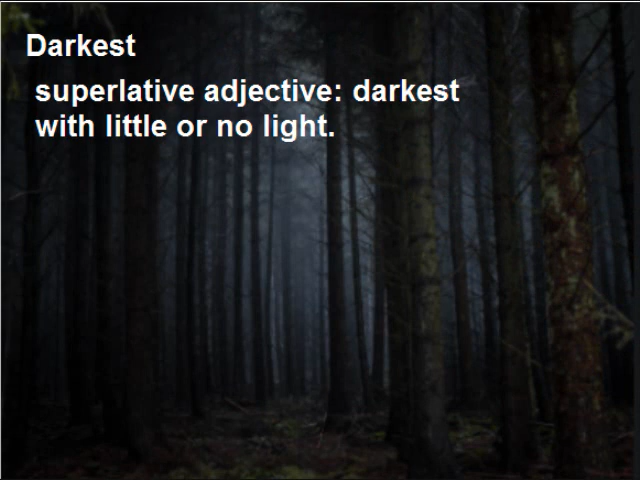 Darkest
superlative adjective: darkest
with little or no light.